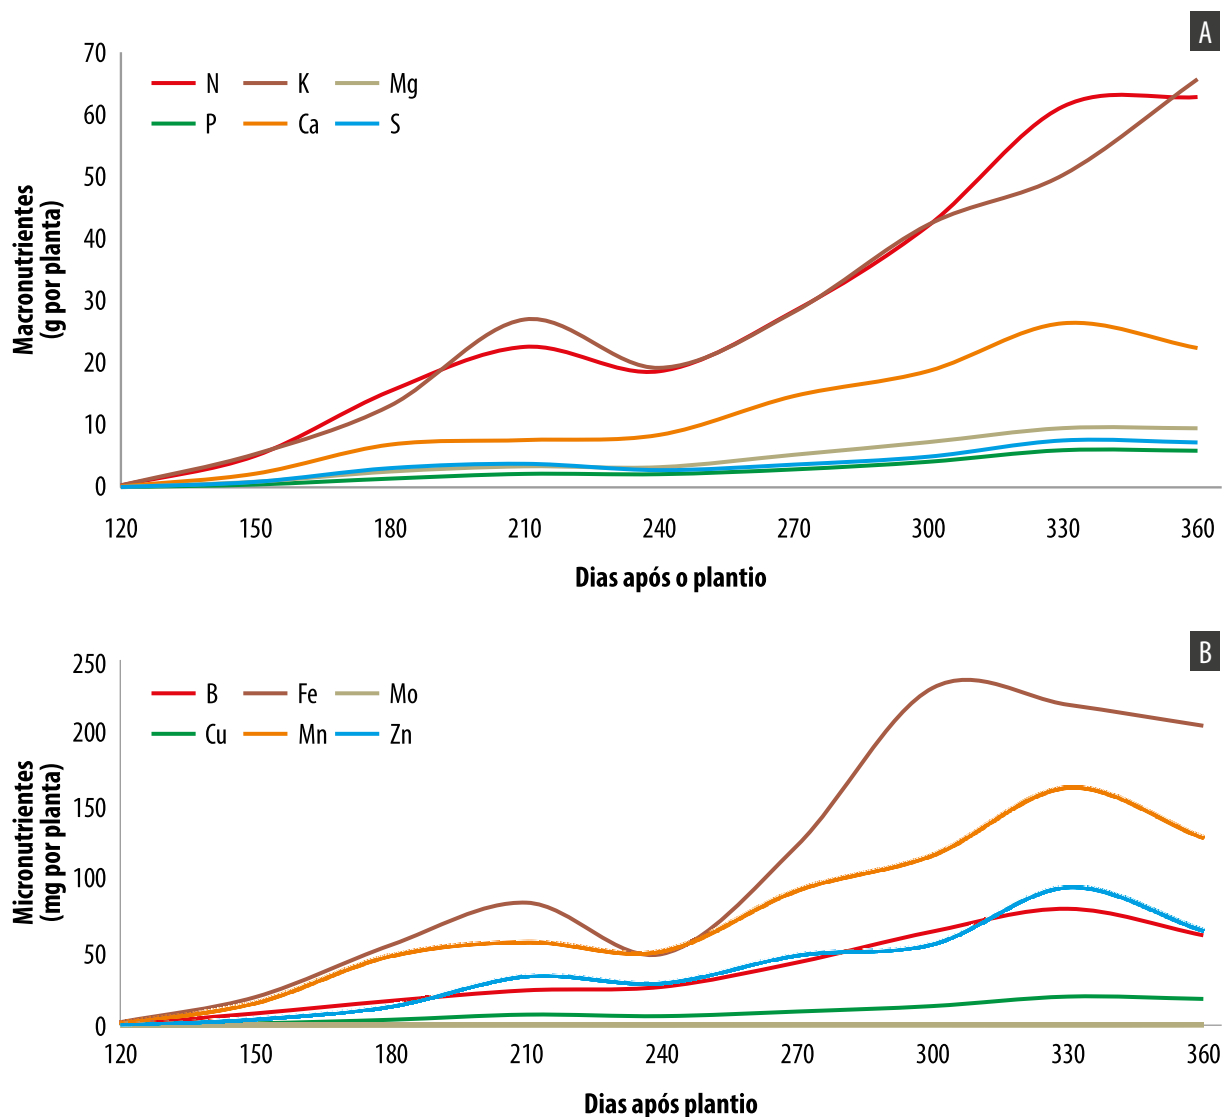 A
70
60
50
40
30
20
10
0
Macronutrientes
(g por planta)
N K Mg
P Ca S
120 150 180 210 240 270 300 330 360
Dias após o plantio
B
250
200
150
100
50
0
Micronutrientes
(mg por planta)
B Fe Mo
Cu Mn Zn
120 150 180 210 240 270 300 330 360
Dias após plantio